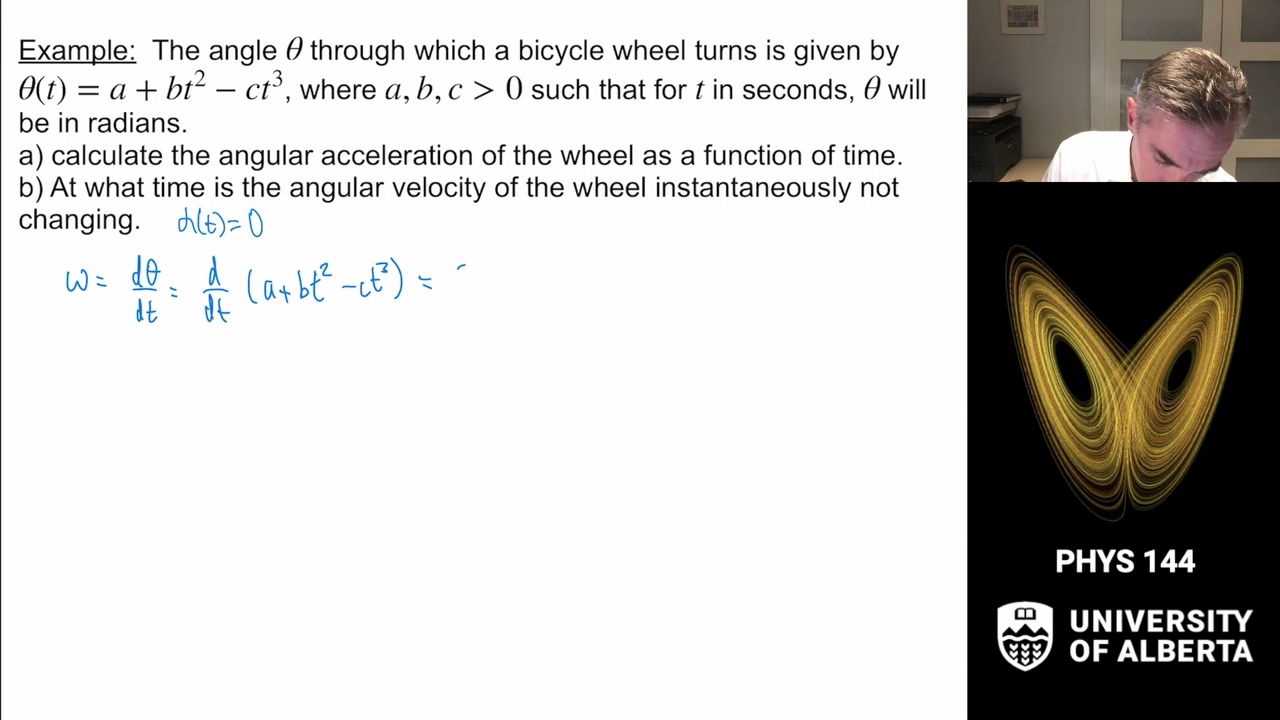 Example: The angle θ through which a bicycle wheel turns is given by
θ(t) = a + bt² − ct³, where a, b, c > 0 such that for t in seconds, θ will
be in radians.
a) calculate the angular acceleration of the wheel as a function of time.
b) At what time is the angular velocity of the wheel instantaneously not
changing. α(t)=0
ω = dθ/dt = d/dt (a+bt² −ct³) =
PHYS 144
UNIVERSITY
OF ALBERTA